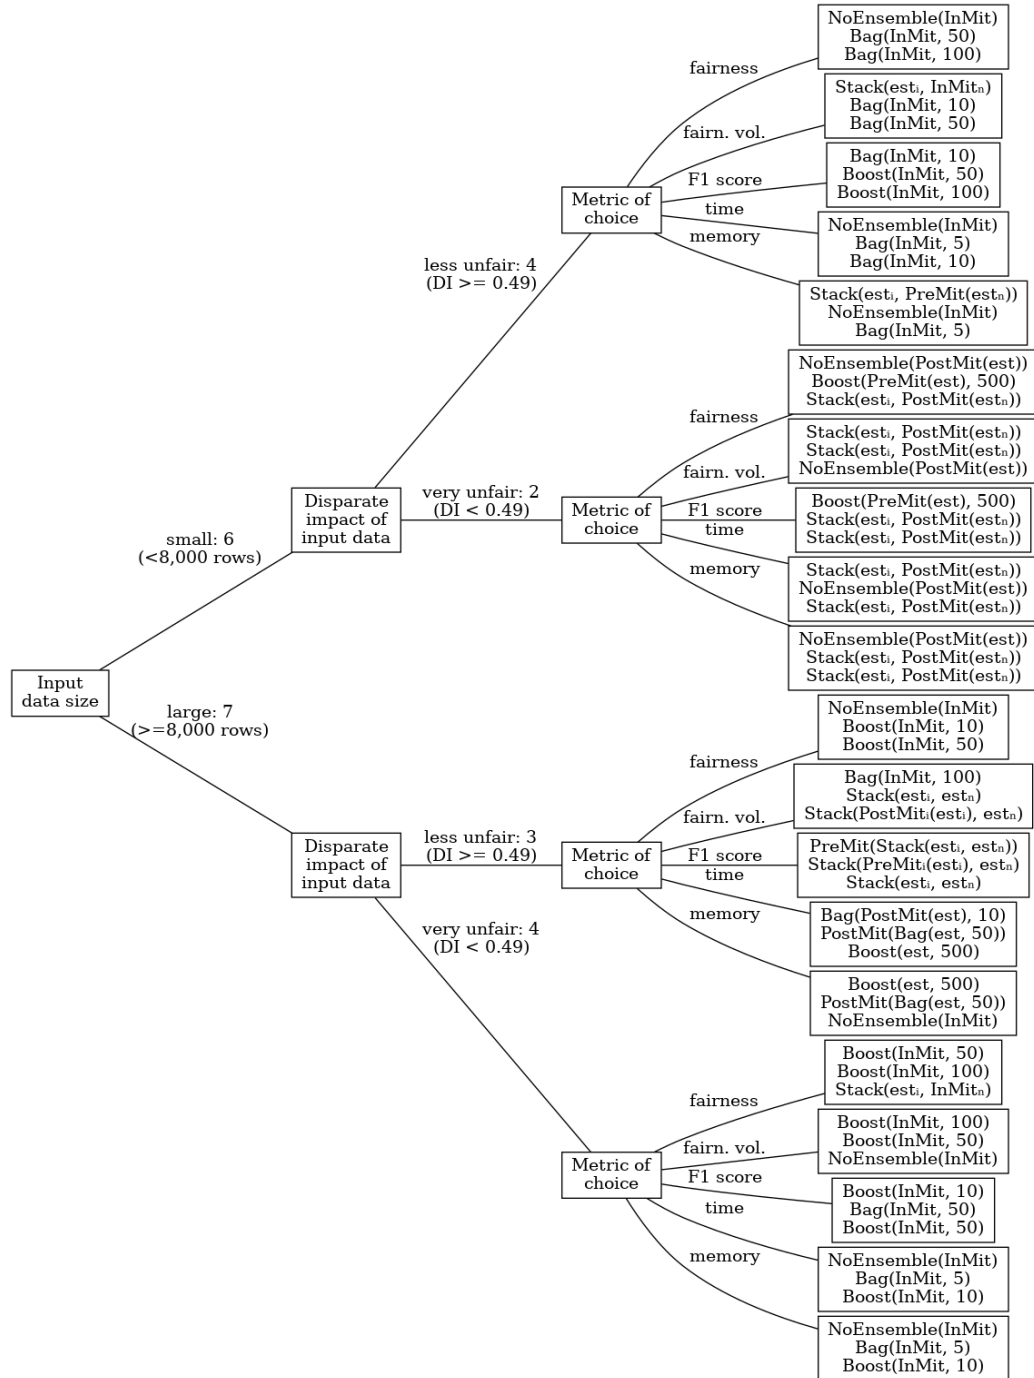 Input
data size
small: 6
(<8,000 rows)
large: 7
(>=8,000 rows)
Disparate
impact of
input data
less unfair: 4
(DI >= 0.49)
very unfair: 2
(DI < 0.49)
Metric of
choice
fairness
NoEnsemble(InMit)
Bag(InMit, 50)
Bag(InMit, 100)
fairn. vol.
Stack(estᵢ, InMitₙ)
Bag(InMit, 10)
Bag(InMit, 50)
F1 score
Bag(InMit, 10)
Boost(InMit, 50)
Boost(InMit, 100)
time
NoEnsemble(InMit)
Bag(InMit, 5)
Bag(InMit, 10)
memory
Stack(estᵢ, PreMit(estₙ))
NoEnsemble(InMit)
Bag(InMit, 5)
Metric of
choice
fairness
NoEnsemble(PostMit(est))
Boost(PreMit(est), 500)
Stack(estᵢ, PostMit(estₙ))
fairn. vol.
Stack(estᵢ, PostMit(estₙ))
Stack(estᵢ, PostMit(estₙ))
NoEnsemble(PostMit(est))
F1 score
Boost(PreMit(est), 500)
Stack(estᵢ, PostMit(estₙ))
Stack(estᵢ, PostMit(estₙ))
time
Stack(estᵢ, PostMit(estₙ))
NoEnsemble(PostMit(est))
Stack(estᵢ, PostMit(estₙ))
memory
NoEnsemble(PostMit(est))
Stack(estᵢ, PostMit(estₙ))
Stack(estᵢ, PostMit(estₙ))
Disparate
impact of
input data
less unfair: 3
(DI >= 0.49)
very unfair: 4
(DI < 0.49)
Metric of
choice
fairness
NoEnsemble(InMit)
Boost(InMit, 10)
Boost(InMit, 50)
fairn. vol.
Bag(InMit, 100)
Stack(estᵢ, estₙ)
Stack(PostMitᵢ(estᵢ), estₙ)
F1 score
PreMit(Stack(estᵢ, estₙ))
Stack(PreMitᵢ(estᵢ), estₙ)
Stack(estᵢ, estₙ)
time
Bag(PostMit(est), 10)
PostMit(Bag(est, 50))
Boost(est, 500)
memory
Boost(est, 500)
PostMit(Bag(est, 50))
NoEnsemble(InMit)
Metric of
choice
fairness
Boost(InMit, 50)
Boost(InMit, 100)
Stack(estᵢ, InMitₙ)
fairn. vol.
Boost(InMit, 100)
Boost(InMit, 50)
NoEnsemble(InMit)
F1 score
Boost(InMit, 10)
Bag(InMit, 50)
Boost(InMit, 50)
time
NoEnsemble(InMit)
Bag(InMit, 5)
Boost(InMit, 10)
memory
NoEnsemble(InMit)
Bag(InMit, 5)
Boost(InMit, 10)